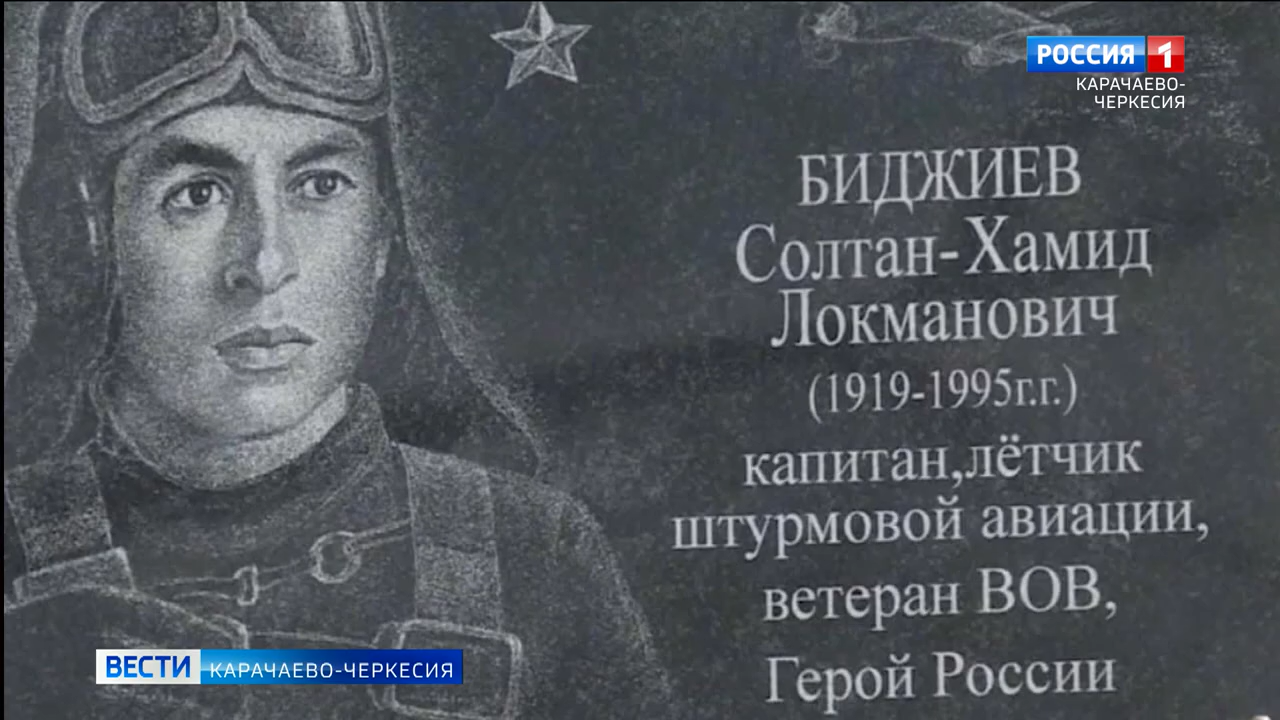 РОССИЯ 1
КАРАЧАЕВО-
ЧЕРКЕСИЯ
БИДЖИЕВ
Солтан-Хамид
Локманович
(1919-1995г.г.)
капитан,лётчик
штурмовой авиации,
ветеран ВОВ,
Герой России
ВЕСТИ КАРАЧАЕВО-ЧЕРКЕСИЯ